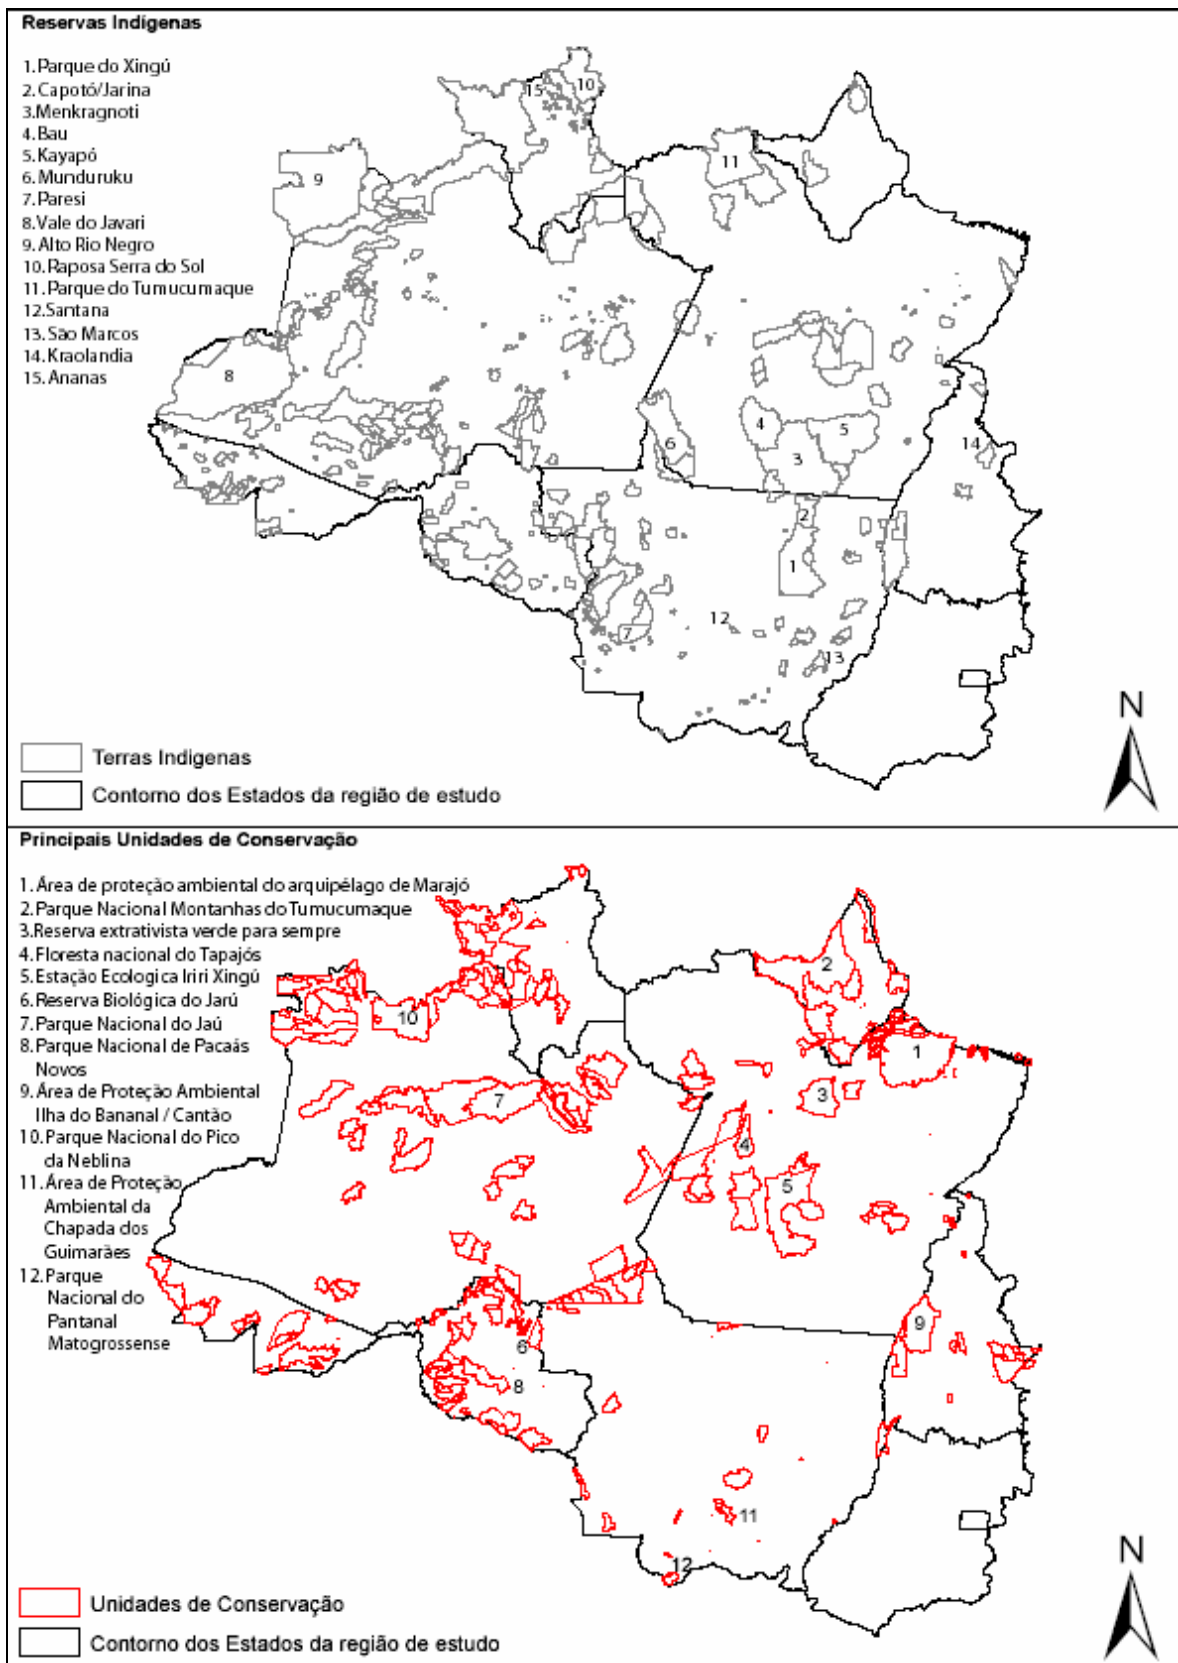 Reservas Indígenas
1.Parque do Xingú
2.Capotó/Jarina
3.Menkragnoti
4.Bau
5.Kayapó
6.Munduruku
7.Paresi
8.Vale do Javari
9.Alto Rio Negro
10.Raposa Serra do Sol
11.Parque do Tumucumaque
12.Santana
13.São Marcos
14.Kraolandia
15.Ananas
15
10
11
9
8
4
5
6
3
14
2
1
12
7
13
N
Terras Indigenas
Contorno dos Estados da região de estudo
Principais Unidades de Conservação
1.Área de proteção ambiental do arquipélago de Marajó
2.Parque Nacional Montanhas do Tumucumaque
3.Reserva extrativista verde para sempre
4.Floresta nacional do Tapajós
5.Estação Ecologica Iriri Xingú
6.Reserva Biológica do Jarú
7.Parque Nacional do Jaú
8.Parque Nacional de Pacaás
Novos
9.Área de Proteção Ambiental
Ilha do Bananal / Cantão
10.Parque Nacional do Pico
da Neblina
11.Área de Proteção
Ambiental da
Chapada dos
Guimarães
12.Parque
Nacional do
Pantanal
Matogrossense
2
10
1
7
3
4
5
9
6
8
11
12
N
Unidades de Conservação
Contorno dos Estados da região de estudo